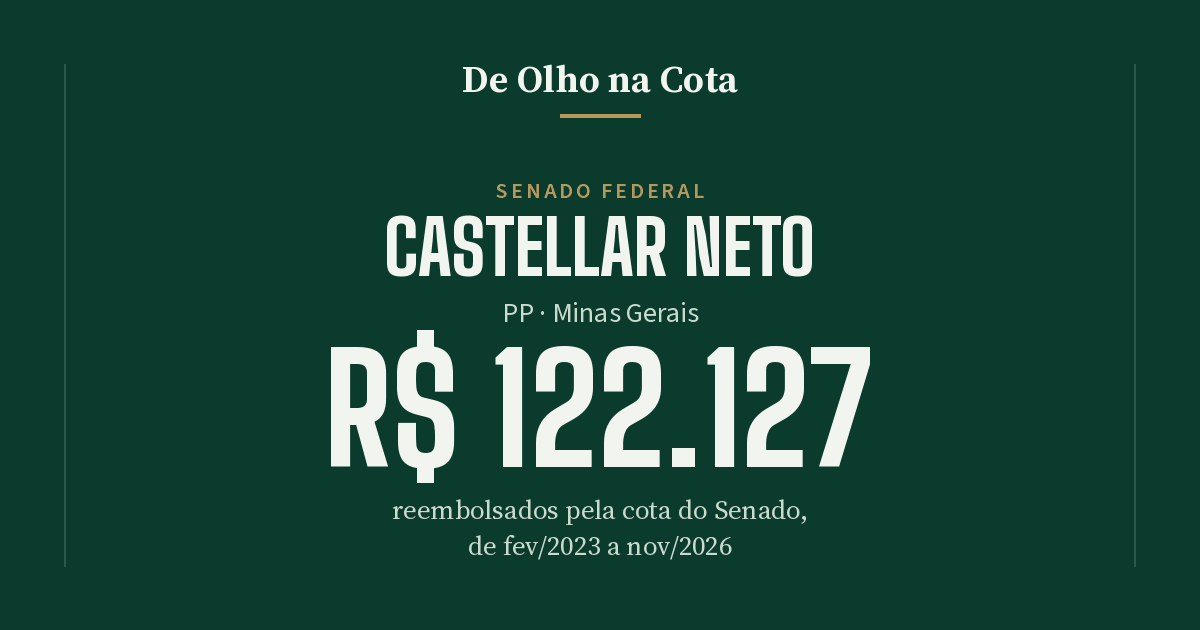 De Olho na Cota
SENADO FEDERAL
CASTELLAR NETO
PP · Minas Gerais
R$ 122.127
reembolsados pela cota do Senado,
de fev/2023 a nov/2026